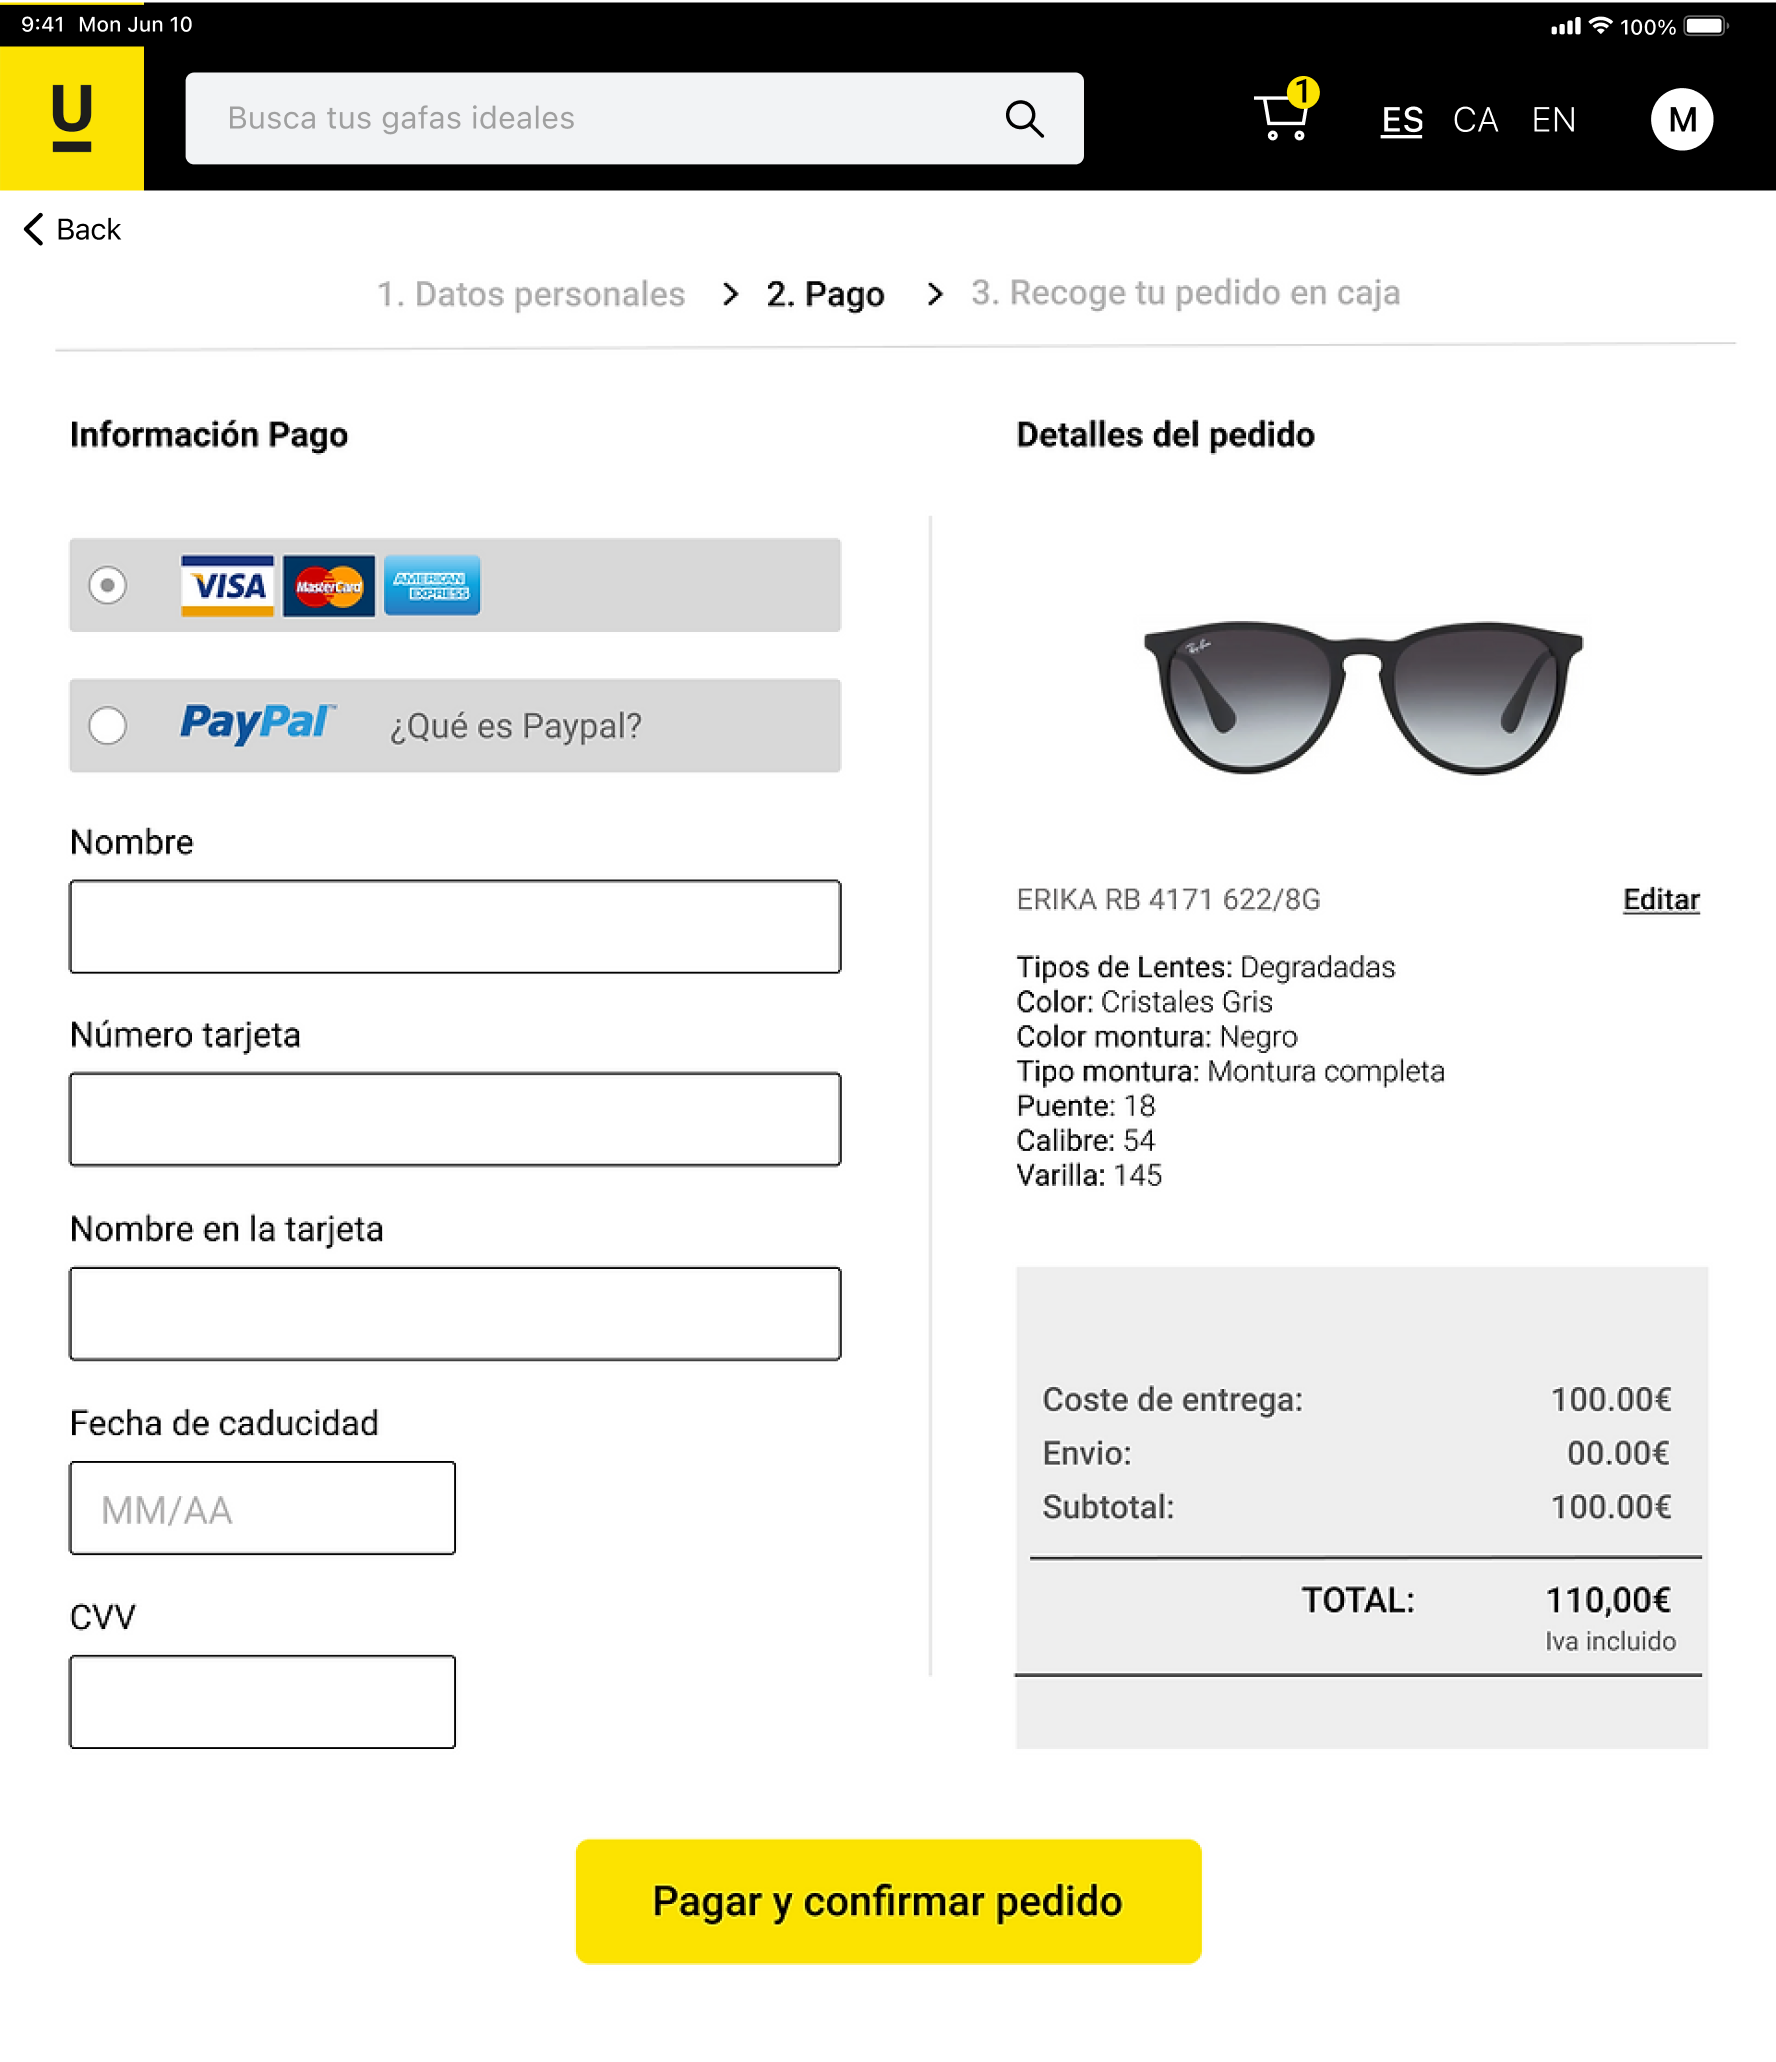 9:41 Mon Jun 10
100%
U
Busca tus gafas ideales
1
ES CA EN
M
Back
1. Datos personales > 2. Pago > 3. Recoge tu pedido en caja
Información Pago
VISA MasterCard AMERICAN EXPRESS
PayPal™ ¿Qué es Paypal?
Nombre
Número tarjeta
Nombre en la tarjeta
Fecha de caducidad
MM/AA
CVV
Detalles del pedido
Ray-Ban
ERIKA RB 4171 622/8G Editar
Tipos de Lentes: Degradadas
Color: Cristales Gris
Color montura: Negro
Tipo montura: Montura completa
Puente: 18
Calibre: 54
Varilla: 145
Coste de entrega: 100.00€
Envio: 00.00€
Subtotal: 100.00€
TOTAL: 110,00€
Iva incluido
Pagar y confirmar pedido